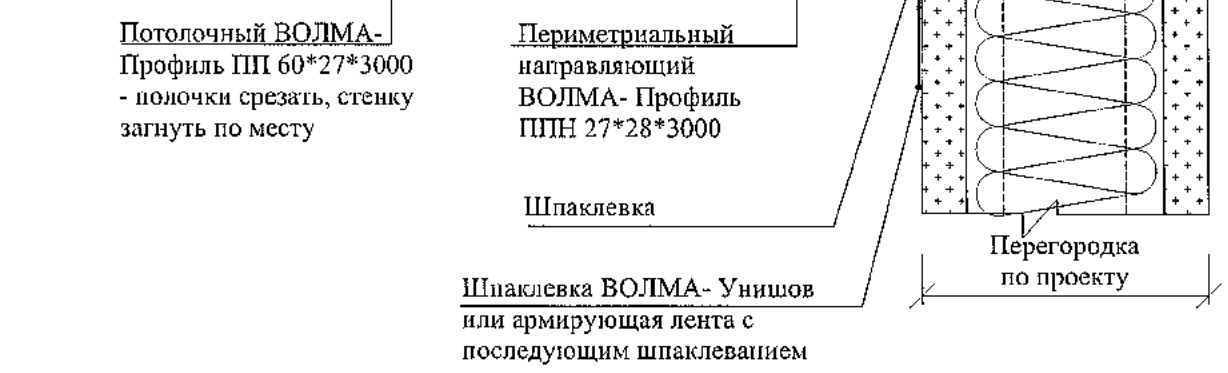 Потолочный ВОЛМА-
Профиль ПП 60*27*3000
- полочки срезать, стенку
загнуть по месту
Периметриальный
направляющий
ВОЛМА- Профиль
ППН 27*28*3000
Шпаклевка
Шпаклевка ВОЛМА- Унишов
или армирующая лента с
последующим шпаклеванием
Перегородка
по проекту